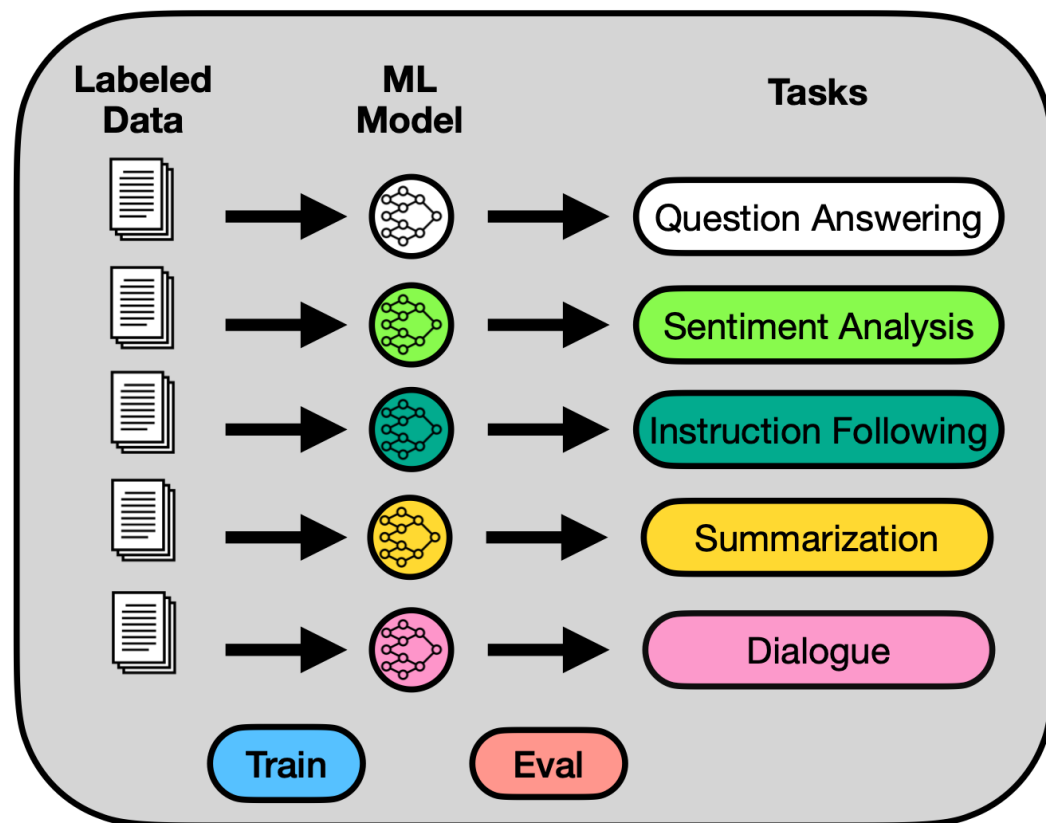 Labeled
Data
ML
Model
Tasks
Question Answering
Sentiment Analysis
Instruction Following
Summarization
Dialogue
Train
Eval